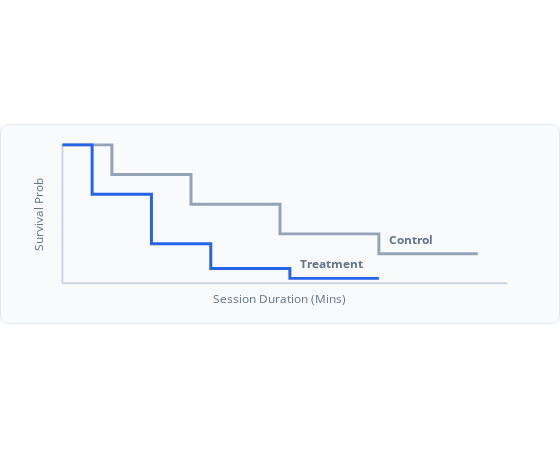 Survival Prob
Control
Treatment
Session Duration (Mins)